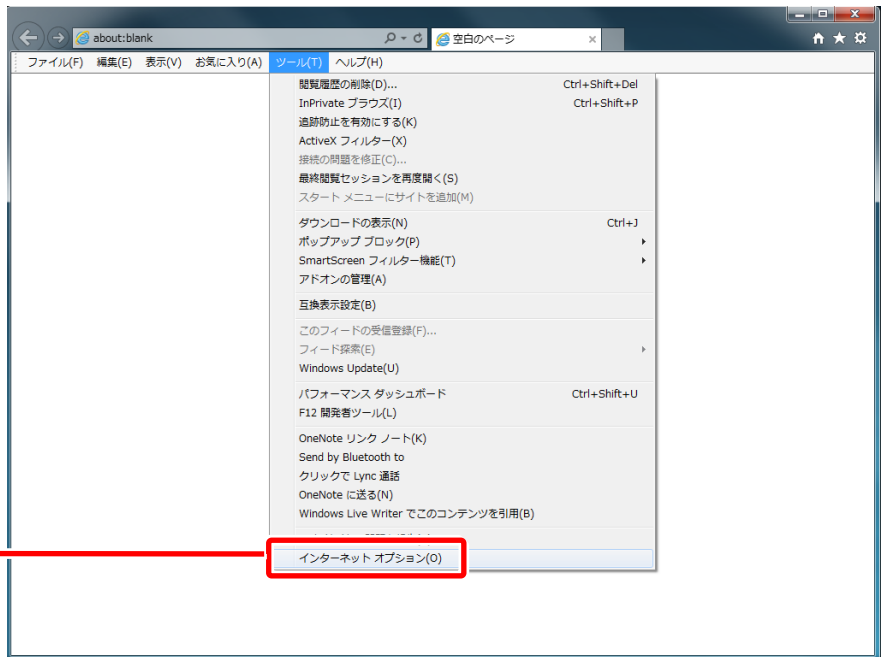 about:blank
空白のページ
ファイル(F) 編集(E) 表示(V) お気に入り(A) ツール(T) ヘルプ(H)
閲覧履歴の削除(D)... Ctrl+Shift+Del
InPrivate ブラウズ(I) Ctrl+Shift+P
追跡防止を有効にする(K)
ActiveX フィルター(X)
接続の問題を修正(C)...
最終閲覧セッションを再度開く(S)
スタート メニューにサイトを追加(M)
ダウンロードの表示(N) Ctrl+J
ポップアップ ブロック(P)
SmartScreen フィルター機能(T)
アドオンの管理(A)
互換表示設定(B)
このフィードの受信登録(F)...
フィード探索(E)
Windows Update(U)
パフォーマンス ダッシュボード Ctrl+Shift+U
F12 開発者ツール(L)
OneNote リンク ノート(K)
Send by Bluetooth to
クリックで Lync 通話
OneNote に送る(N)
Windows Live Writer でこのコンテンツを引用(B)
インターネット オプション(O)